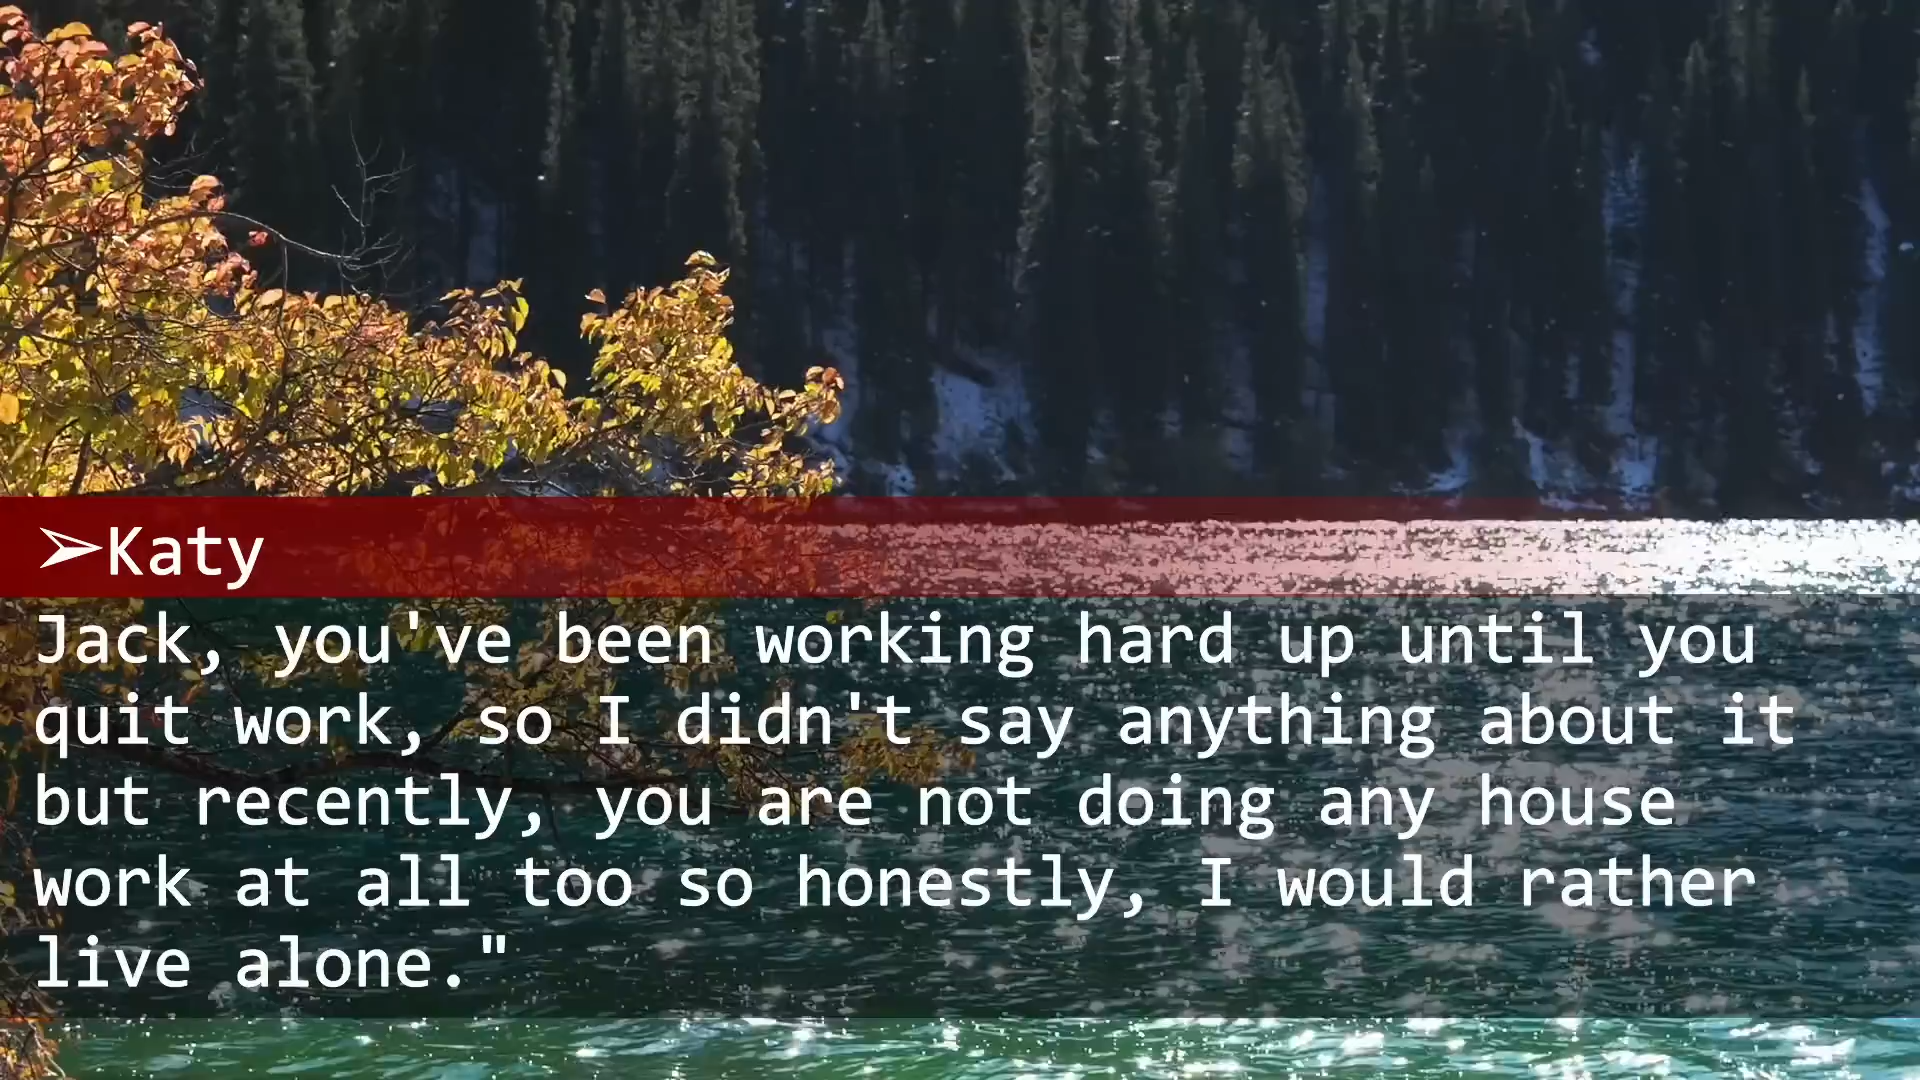 ➢Katy
Jack, you've been working hard up until you
quit work, so I didn't say anything about it
but recently, you are not doing any house
work at all too so honestly, I would rather
live alone."